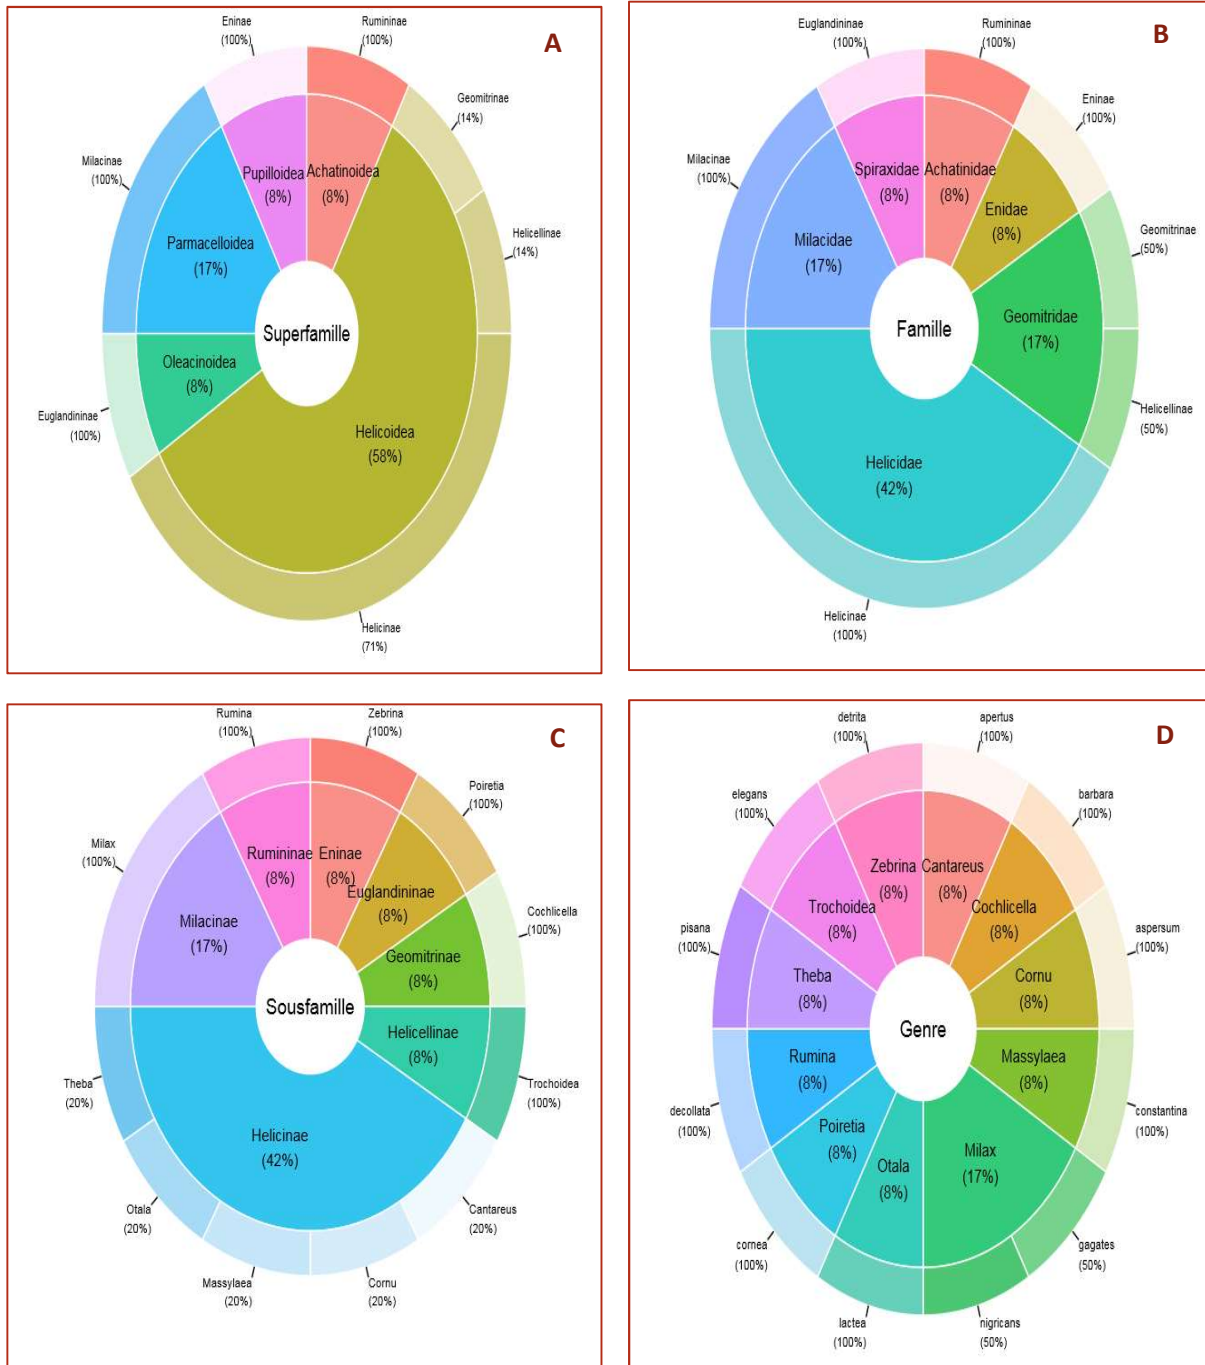 A
Eninae
(100%)
Rumininae
(100%)
Geomitrinae
(14%)
Milacinae
(100%)
Pupilloidea
(8%)
Achatinoidea
(8%)
Helicellinae
(14%)
Parmacelloidea
(17%)
Superfamille
Oleacinoidea
(8%)
Euglandininae
(100%)
Helicoidea
(58%)
Helicinae
(71%)
B
Euglandininae
(100%)
Rumininae
(100%)
Eninae
(100%)
Milacinae
(100%)
Spiraxidae
(8%)
Achatinidae
(8%)
Enidae
(8%)
Milacidae
(17%)
Geomitrinae
(50%)
Geomitridae
(17%)
Famille
Helicellinae
(50%)
Helicidae
(42%)
Helicinae
(100%)
C
Rumina
(100%)
Zebrina
(100%)
Poiretia
(100%)
Milax
(100%)
Rumininae
(8%)
Eninae
(8%)
Euglandininae
(8%)
Milacinae
(17%)
Cochlicella
(100%)
Geomitrinae
(8%)
Sousfamille
Helicellinae
(8%)
Theba
(20%)
Trochoidea
(100%)
Helicinae
(42%)
Otala
(20%)
Cantareus
(20%)
Massylaea
(20%)
Cornu
(20%)
D
detrita
(100%)
apertus
(100%)
elegans
(100%)
barbara
(100%)
Zebrina
(8%)
Cantareus
(8%)
Trochoidea
(8%)
Cochlicella
(8%)
pisana
(100%)
aspersum
(100%)
Theba
(8%)
Cornu
(8%)
Genre
Rumina
(8%)
Massylaea
(8%)
decollata
(100%)
constantina
(100%)
Poiretia
(8%)
Otala
(8%)
Milax
(17%)
cornea
(100%)
gagates
(50%)
lactea
(100%)
nigricans
(50%)